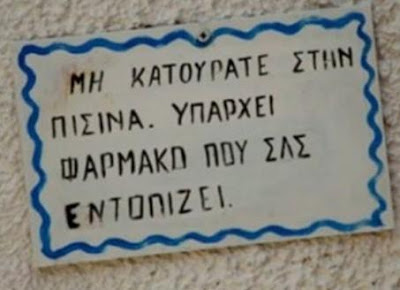 ΜΗ ΚΑΤΟΥΡΑΤΕ ΣΤΗΝ
ΠΙΣΙΝΑ. ΥΠΑΡΧΕΙ
ΦΑΡΜΑΚΟ ΠΟΥ ΣΑΣ
ΕΝΤΟΠΙΖΕΙ.